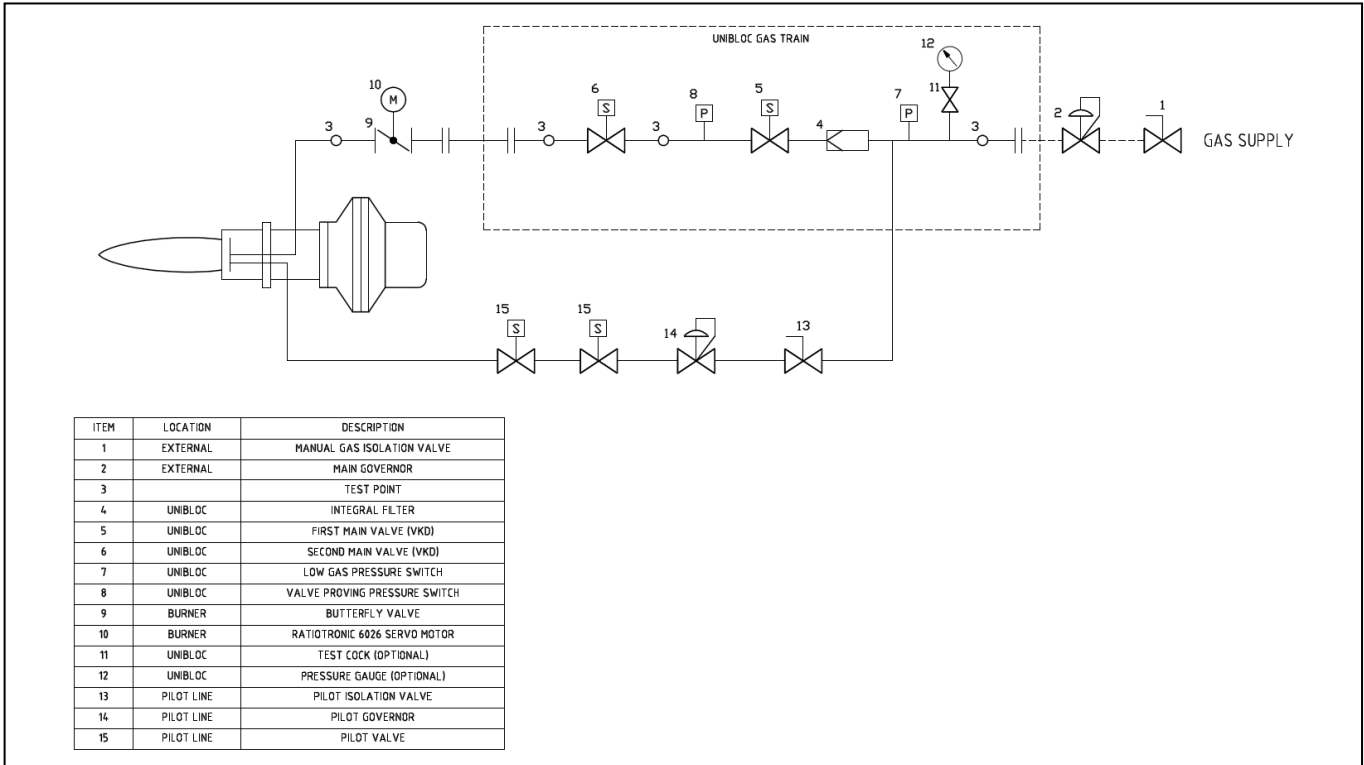 UNIBLOC GAS TRAIN
12
10
M
6
S
8
P
5
S
7
P
11
2
1
3
9
3
3
4
3
GAS SUPPLY
15
S
15
S
14
13
ITEM LOCATION DESCRIPTION
1 EXTERNAL MANUAL GAS ISOLATION VALVE
2 EXTERNAL MAIN GOVERNOR
3 TEST POINT
4 UNIBLOC INTEGRAL FILTER
5 UNIBLOC FIRST MAIN VALVE (VKD)
6 UNIBLOC SECOND MAIN VALVE (VKD)
7 UNIBLOC LOW GAS PRESSURE SWITCH
8 UNIBLOC VALVE PROVING PRESSURE SWITCH
9 BURNER BUTTERFLY VALVE
10 BURNER RATIOTRONIC 6026 SERVO MOTOR
11 UNIBLOC TEST COCK (OPTIONAL)
12 UNIBLOC PRESSURE GAUGE (OPTIONAL)
13 PILOT LINE PILOT ISOLATION VALVE
14 PILOT LINE PILOT GOVERNOR
15 PILOT LINE PILOT VALVE